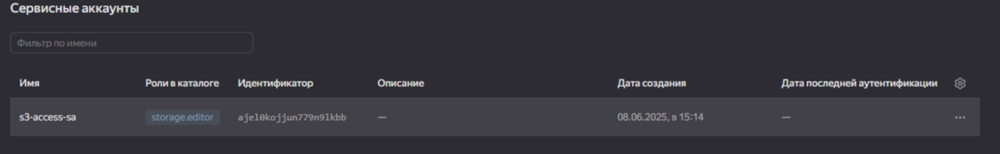 Сервисные аккаунты
Фильтр по имени
Имя Роли в каталоге Идентификатор Описание Дата создания Дата последней аутентификации
s3-access-sa storage.editor ajel0kojjun779n9lkbb — 08.06.2025, в 15:14 — ...